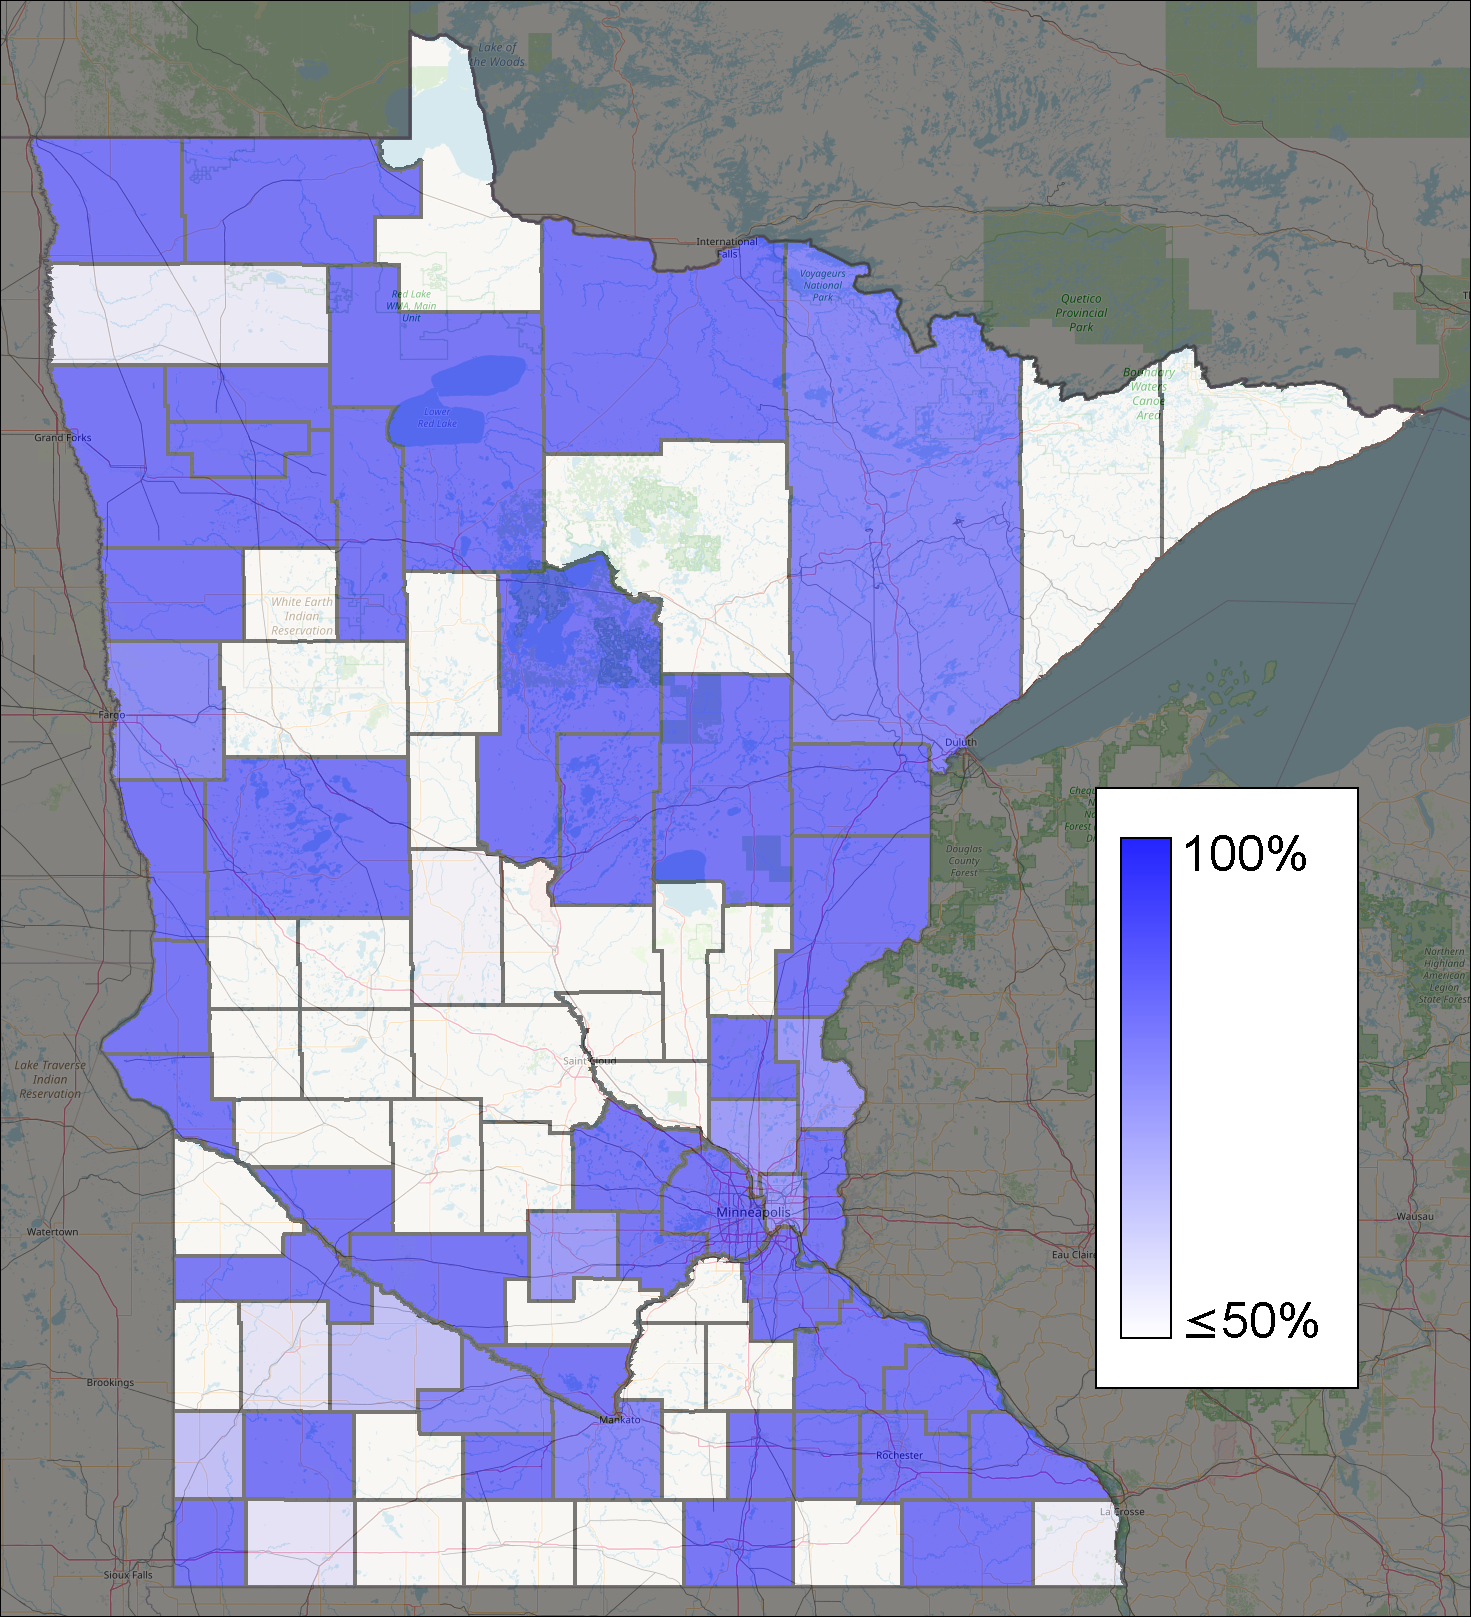 Lake of
the Woods
International
Falls
Voyageurs
National
Park
Quetico
Provincial
Park
Red Lake
WMA, Main
Unit
Boundary
Waters
Canoe
Area
Lower
Red Lake
Grand Forks
White Earth
Indian
Reservation
Fargo
Duluth
Douglas
County
Forest
100%
≤50%
Northern
Highland
American
Legion
State Forest
Lake Traverse
Indian
Reservation
Saint Cloud
Minneapolis
Watertown
Wausau
Eau Clair
Brookings
Mankato
Rochester
La Crosse
Sioux Falls